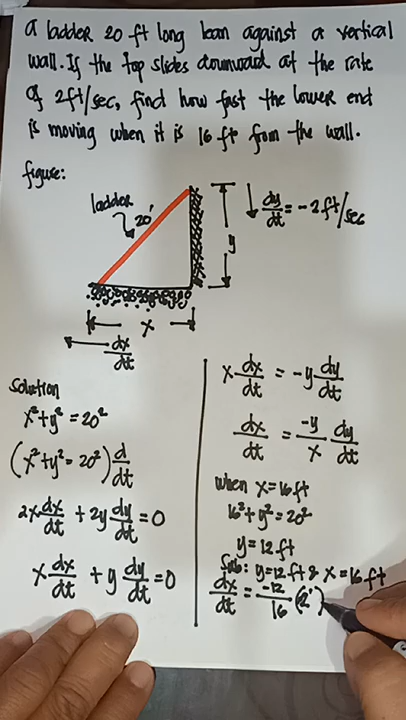 A ladder 20 ft long lean against a vertical
wall. If the top slides downward at the rate
of 2ft/sec, find how fast the lower end
is moving when it is 16 ft from the wall.
figure:
ladder
20'
y
dy/dt = -2 ft/sec
x
dx/dt
Solution
x² + y² = 20²
(x² + y² = 20²) d/dt
2x dx/dt + 2y dy/dt = 0
x dx/dt + y dy/dt = 0
x dx/dt = -y dy/dt
dx/dt = -y/x dy/dt
when x = 16 ft
16² + y² = 20²
y = 12 ft
Sub: y = 12 ft & x = 16 ft
dx/dt = -12/16 (2